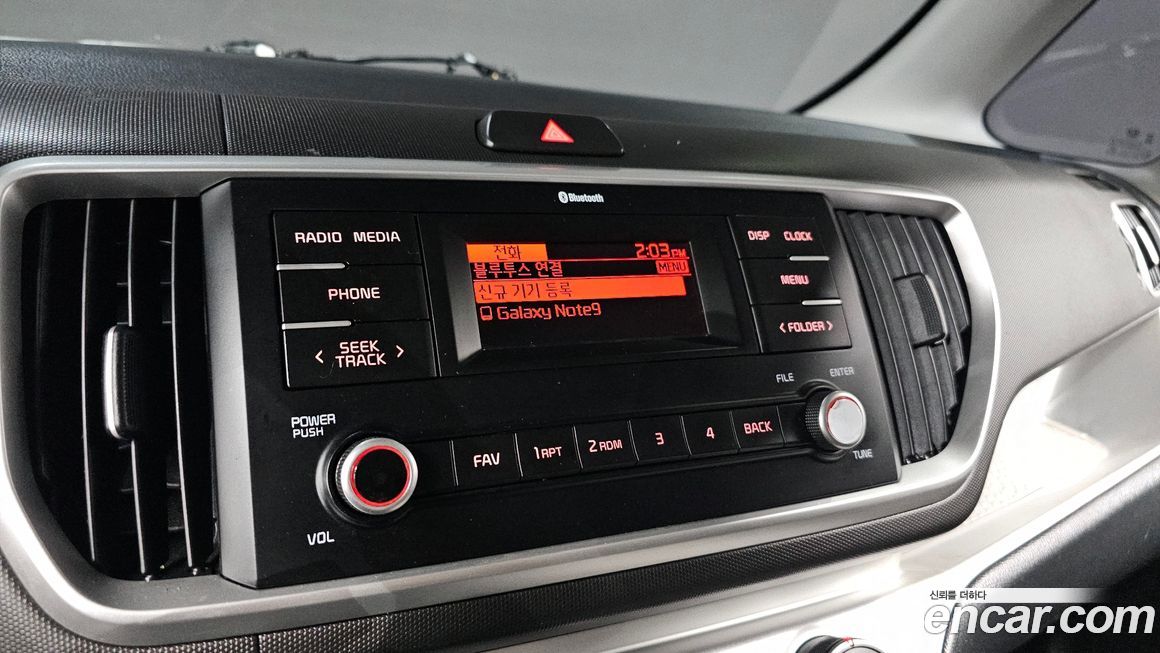 Bluetooth
RADIO MEDIA
PHONE
< SEEK TRACK >
전화 2:03 PM
블루투스 연결 MENU
신규 기기 등록
Galaxy Note9
DISP CLOCK
MENU
< FOLDER >
FILE ENTER
POWER
PUSH
FAV 1 RPT 2 RDM 3 4 BACK
TUNE
VOL
신뢰를 더하다
encar.com